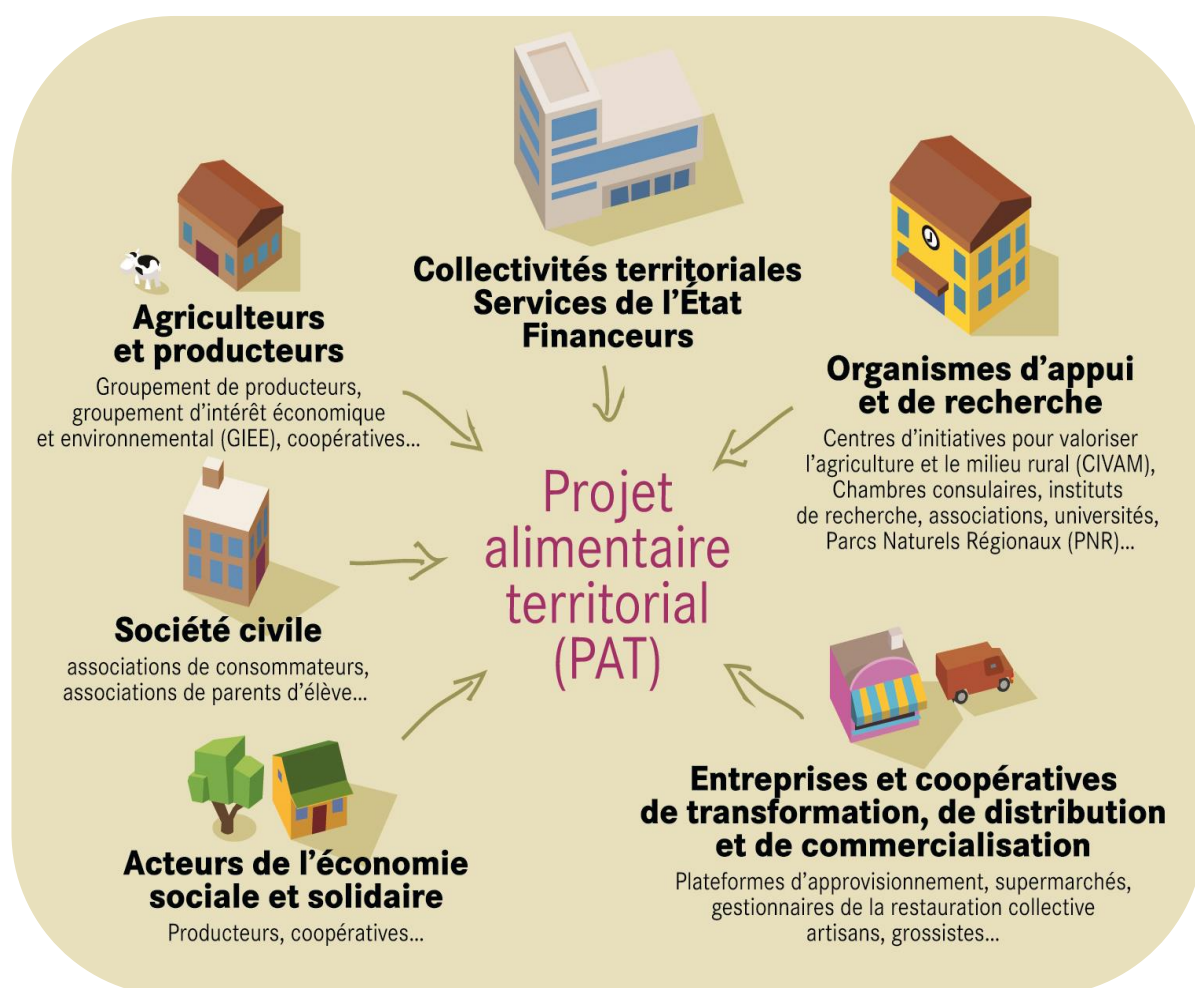 Collectivités territoriales
Services de l'État
Financeurs
Agriculteurs
et producteurs
Groupement de producteurs,
groupement d'intérêt économique
et environnemental (GIEE), coopératives...
Organismes d'appui
et de recherche
Centres d'initiatives pour valoriser
l'agriculture et le milieu rural (CIVAM),
Chambres consulaires, instituts
de recherche, associations, universités,
Parcs Naturels Régionaux (PNR)...
Projet
alimentaire
territorial
(PAT)
Société civile
associations de consommateurs,
associations de parents d'élève...
Acteurs de l'économie
sociale et solidaire
Producteurs, coopératives...
Entreprises et coopératives
de transformation, de distribution
et de commercialisation
Plateformes d'approvisionnement, supermarchés,
gestionnaires de la restauration collective
artisans, grossistes...